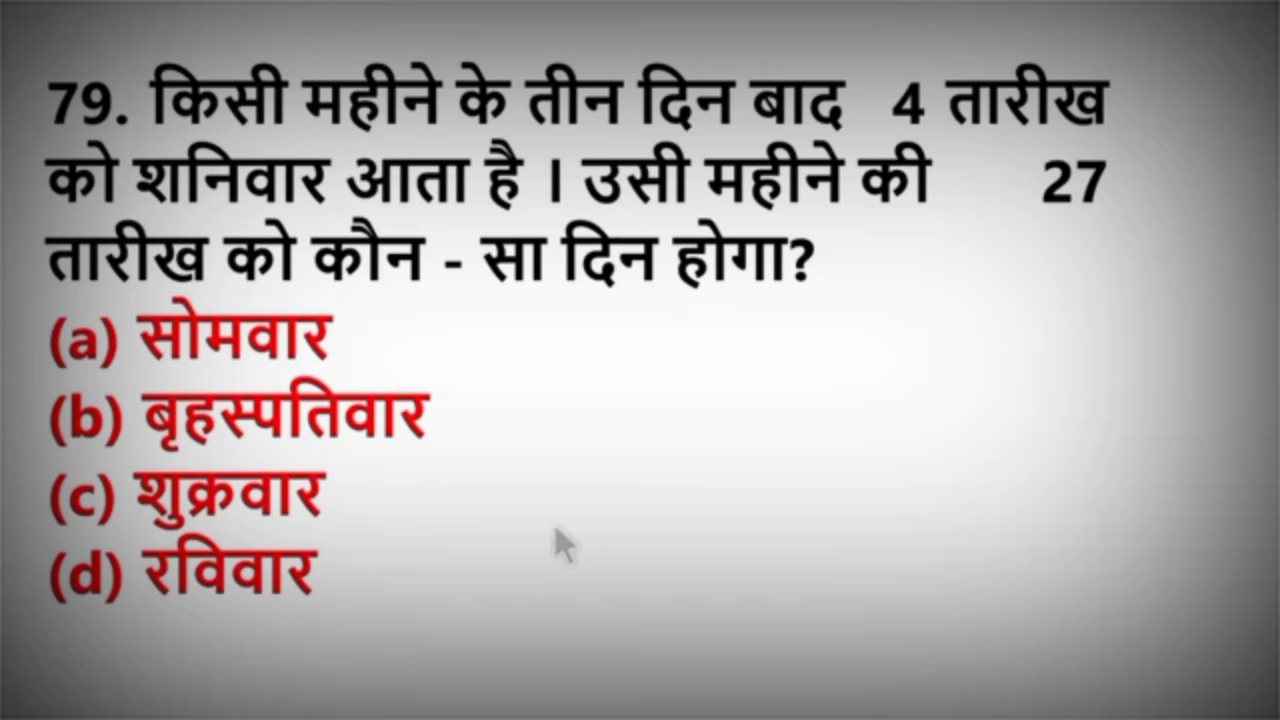 79. किसी महीने के तीन दिन बाद 4 तारीख
को शनिवार आता है । उसी महीने की 27
तारीख को कौन - सा दिन होगा?
(a) सोमवार
(b) बृहस्पतिवार
(c) शुक्रवार
(d) रविवार